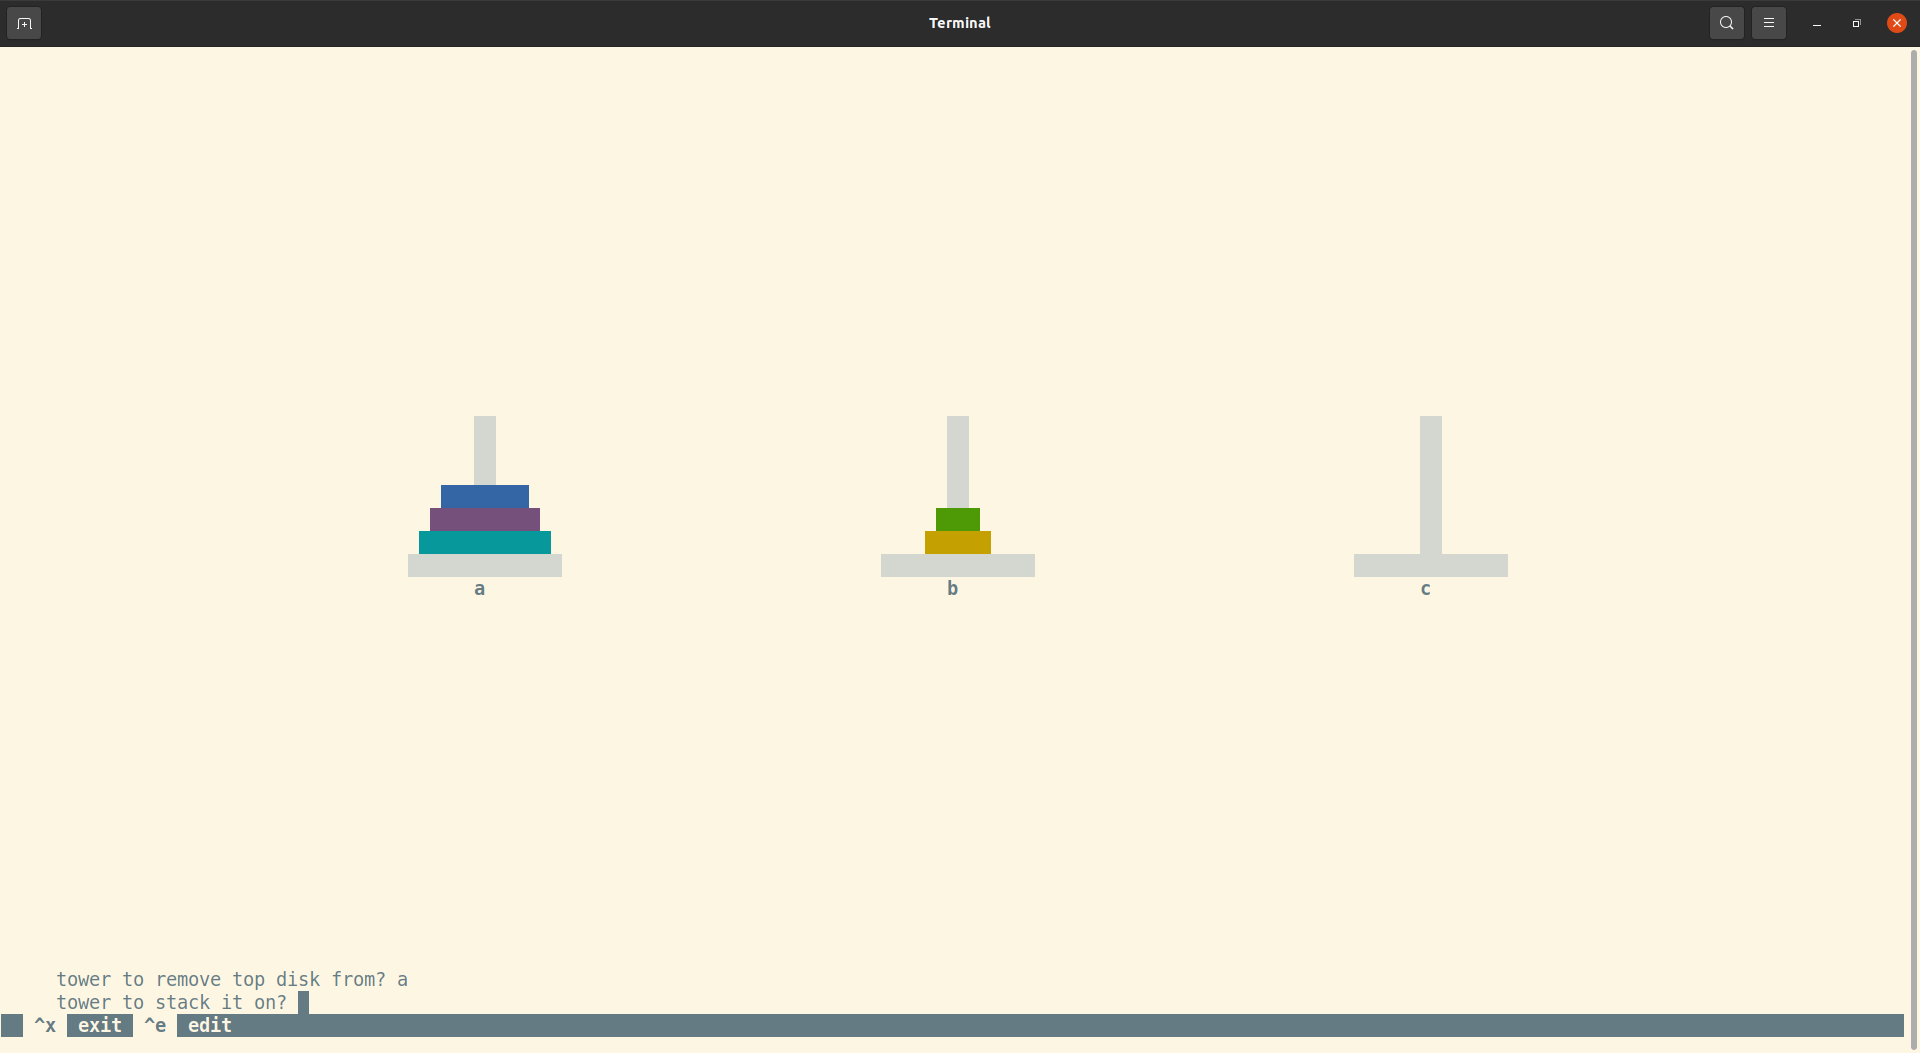 Terminal
a b c
tower to remove top disk from? a
tower to stack it on?
^x exit ^e edit